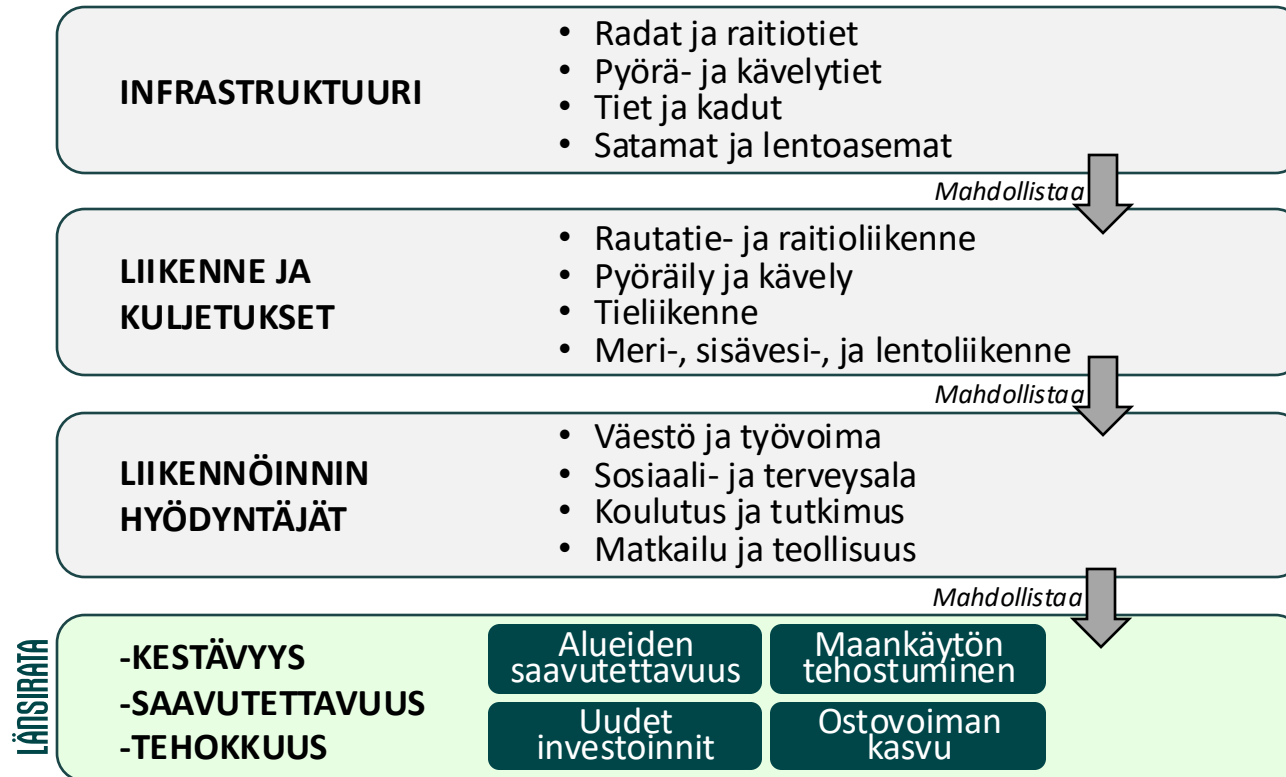 INFRASTRUKTUURI
• Radat ja raitiotiet
• Pyörä- ja kävelytiet
• Tiet ja kadut
• Satamat ja lentoasemat
Mahdollistaa
LIIKENNE JA
KULJETUKSET
• Rautatie- ja raitioliikenne
• Pyöräily ja kävely
• Tieliikenne
• Meri-, sisävesi-, ja lentoliikenne
Mahdollistaa
LIIKENNÖINNIN
HYÖDYNTÄJÄT
• Väestö ja työvoima
• Sosiaali- ja terveysala
• Koulutus ja tutkimus
• Matkailu ja teollisuus
Mahdollistaa
LÄNSIRATA
-KESTÄVYYS
-SAAVUTETTAVUUS
-TEHOKKUUS
Alueiden
saavutettavuus
Maankäytön
tehostuminen
Uudet
investoinnit
Ostovoiman
kasvu